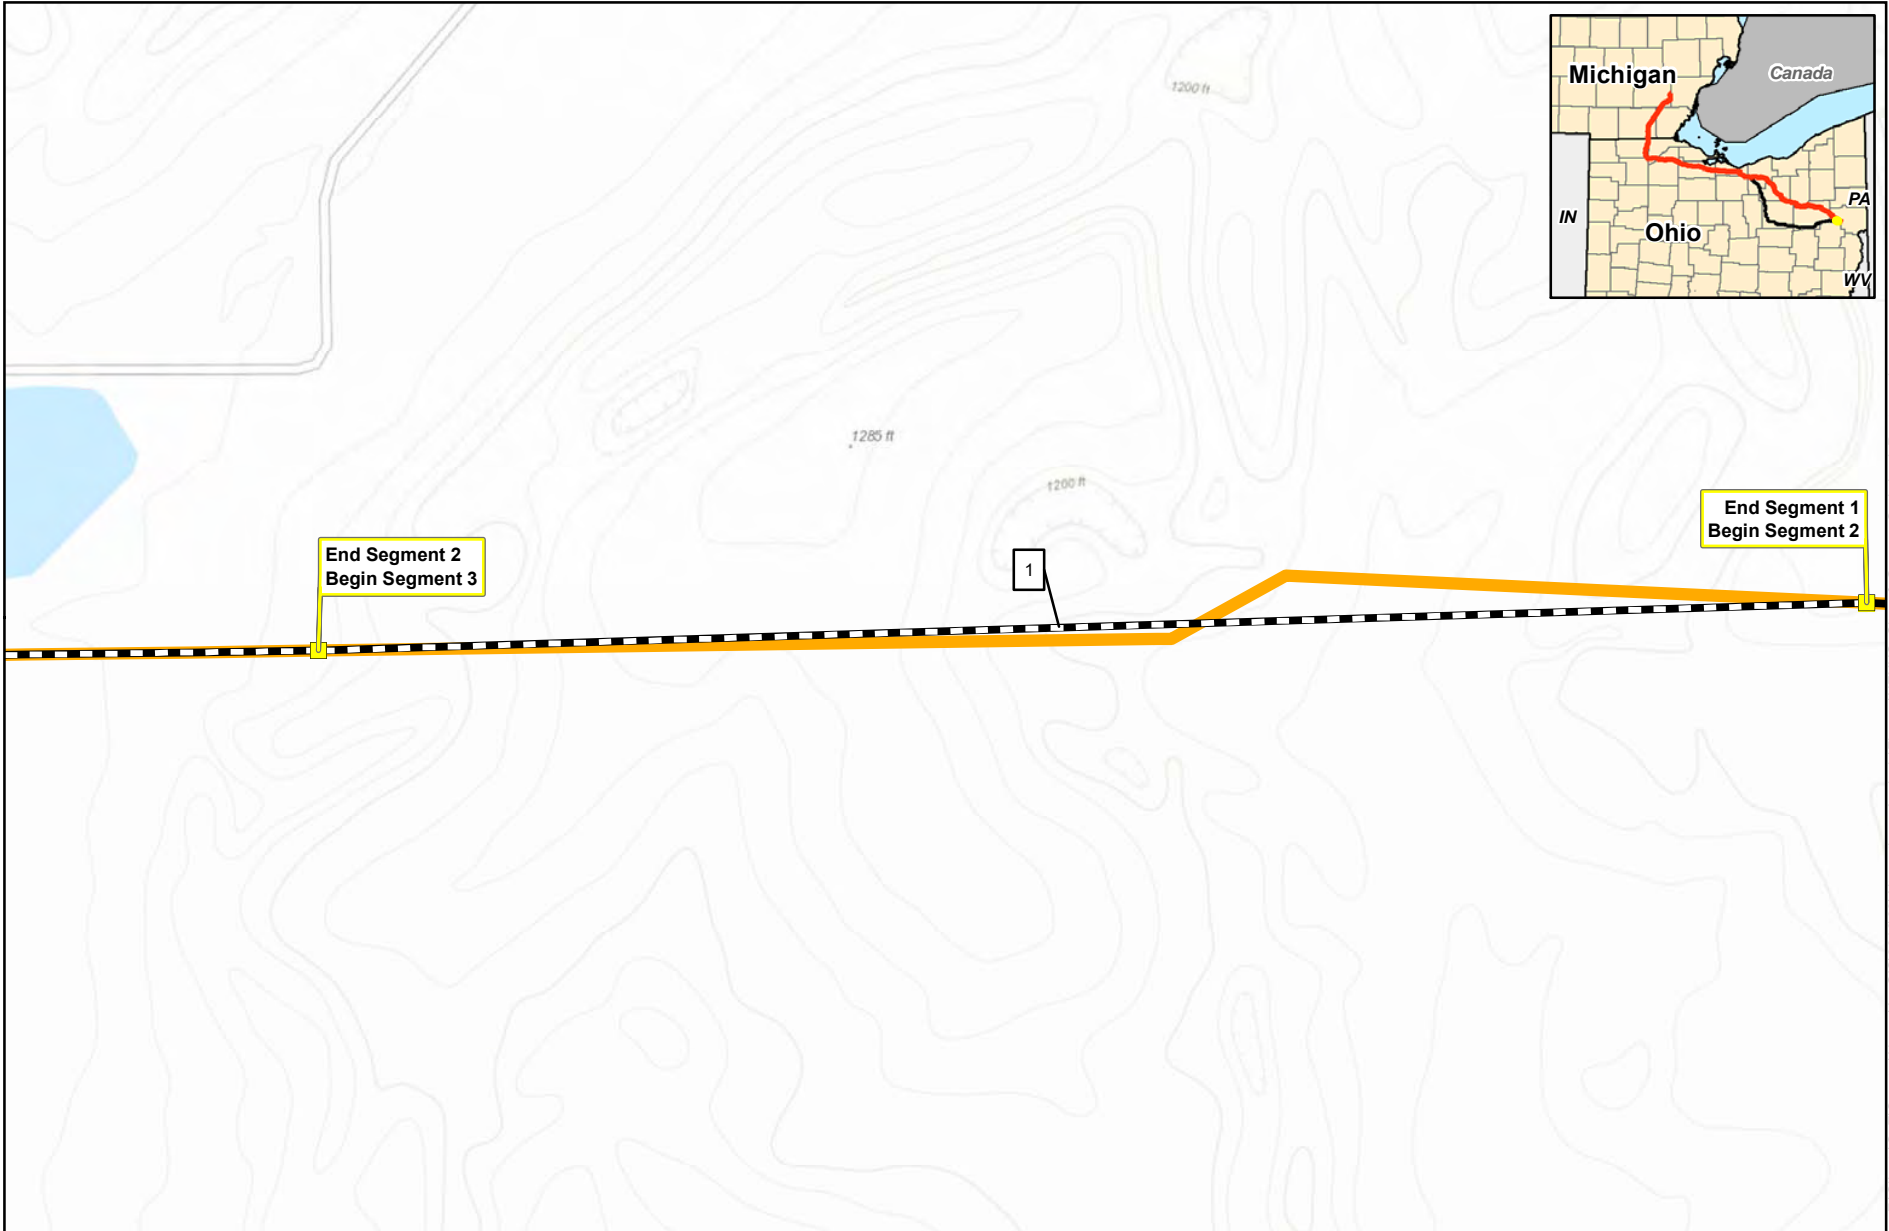 1200 ft
Michigan
Canada
IN
Ohio
PA
WV
1285 ft
1200 ft
End Segment 1
Begin Segment 2
End Segment 2
Begin Segment 3
1